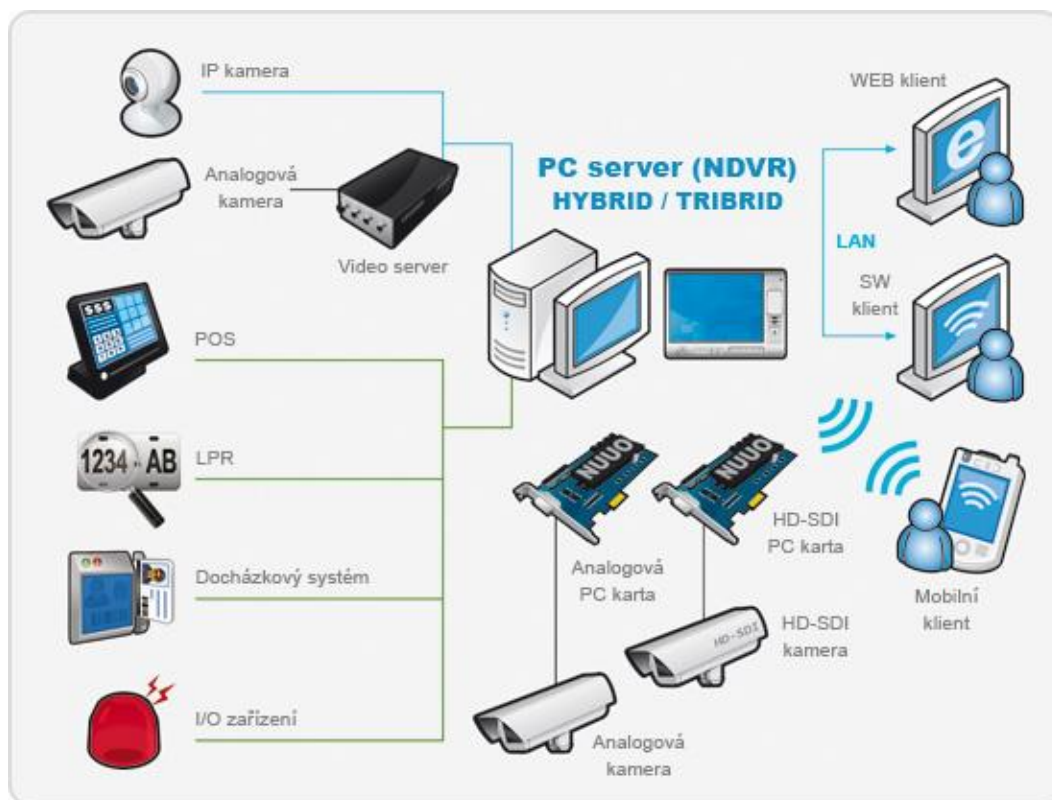 IP kamera
WEB klient
Analogová
kamera
PC server (NDVR)
HYBRID / TRIBRID
Video server
LAN
SW
klient
$$$
POS
1234 AB
LPR
NUUO
NUUO
HD-SDI
PC karta
Analogová
PC karta
Docházkový systém
Mobilní
klient
HD-SDI
HD-SDI
kamera
I/O zařízení
Analogová
kamera